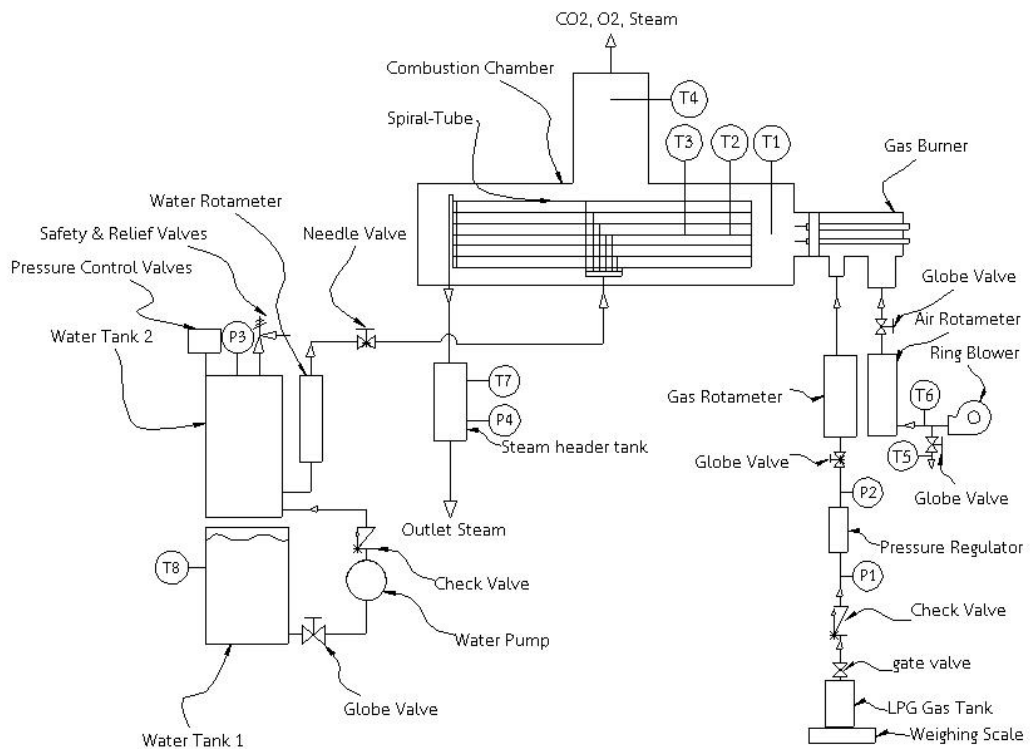 CO2, O2, Steam
Combustion Chamber
T4
Spiral-Tube
T3
T2
T1
Gas Burner
Water Rotameter
Safety & Relief Valves
Needle Valve
Pressure Control Valves
Globe Valve
Water Tank 2
P3
Air Rotameter
Ring Blower
T7
Gas Rotameter
T6
P4
Steam header tank
T5
Globe Valve
P2
Globe Valve
Outlet Steam
Pressure Regulator
T8
Check Valve
P1
Check Valve
Water Pump
gate valve
Globe Valve
LPG Gas Tank
Water Tank 1
Weighing Scale